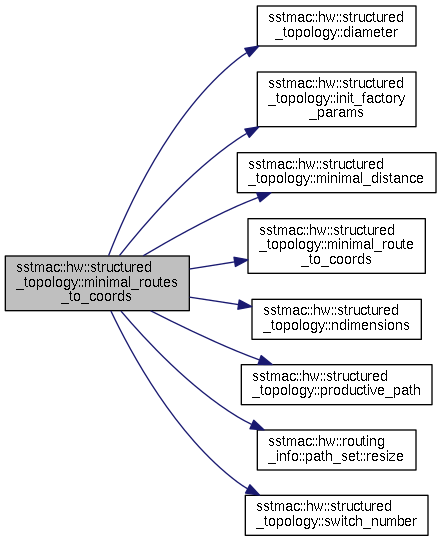 sstmac::hw::structured
_topology::minimal_routes
_to_coords
sstmac::hw::structured
_topology::diameter
sstmac::hw::structured
_topology::init_factory
_params
sstmac::hw::structured
_topology::minimal_distance
sstmac::hw::structured
_topology::minimal_route
_to_coords
sstmac::hw::structured
_topology::ndimensions
sstmac::hw::structured
_topology::productive_path
sstmac::hw::routing
_info::path_set::resize
sstmac::hw::structured
_topology::switch_number